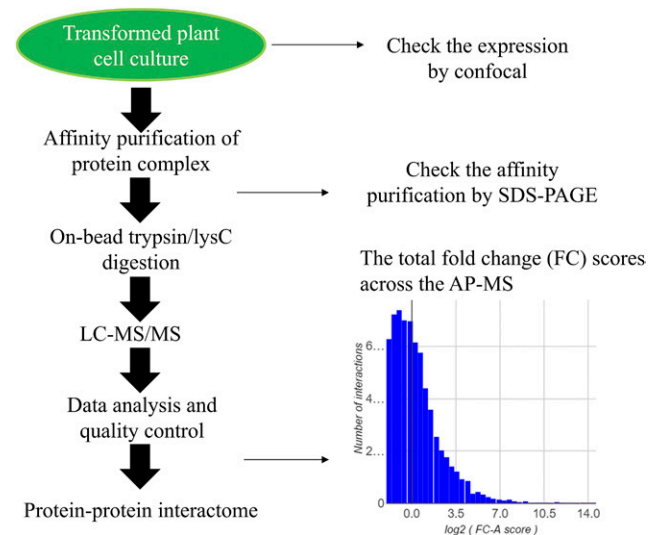 Transformed plant
cell culture
Check the expression
by confocal
Affinity purification of
protein complex
Check the affinity
purification by SDS-PAGE
On-bead trypsin/lysC
digestion
The total fold change (FC) scores
across the AP-MS
LC-MS/MS
Data analysis and
quality control
Protein-protein interactome
Number of interactions
6…
4…
2…
0
0.0 3.5 7.0 10.5 14.0
log2 ( FC-A score )